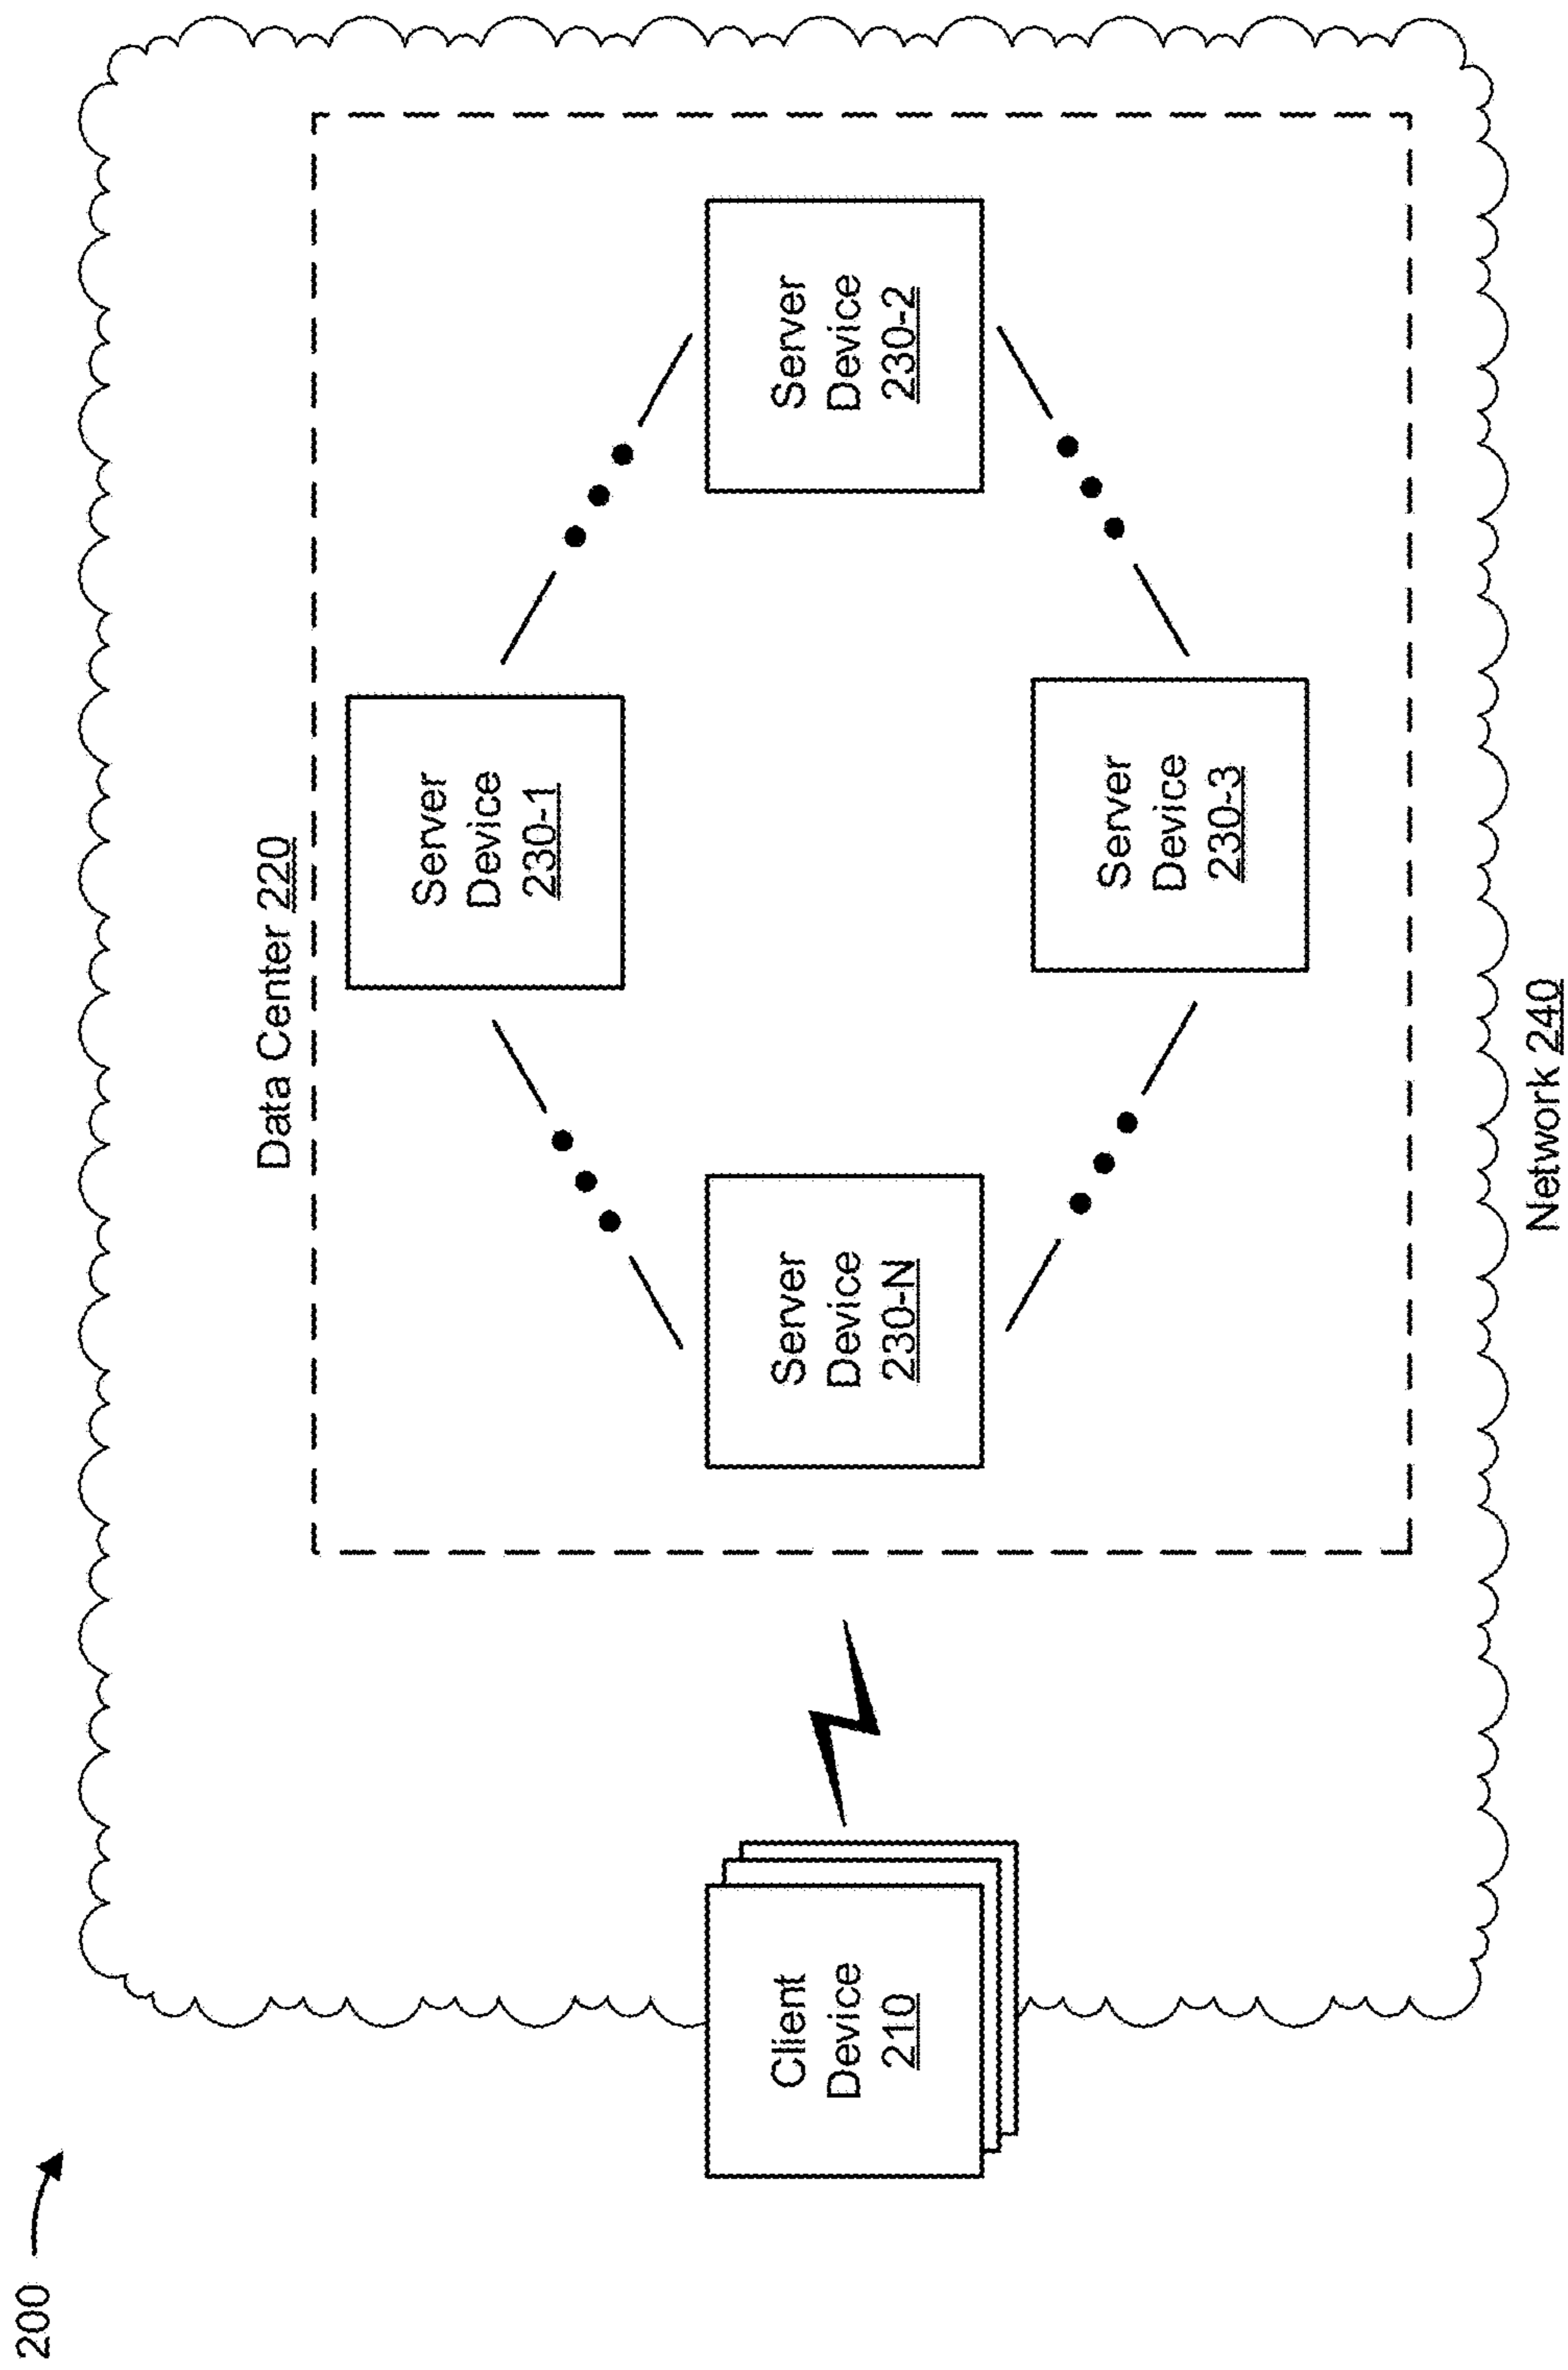 200
Data Center 220
Server
Device
230-1
Client
Device
210
Server
Device
230-N
Server
Device
230-2
Server
Device
230-3
Network 240